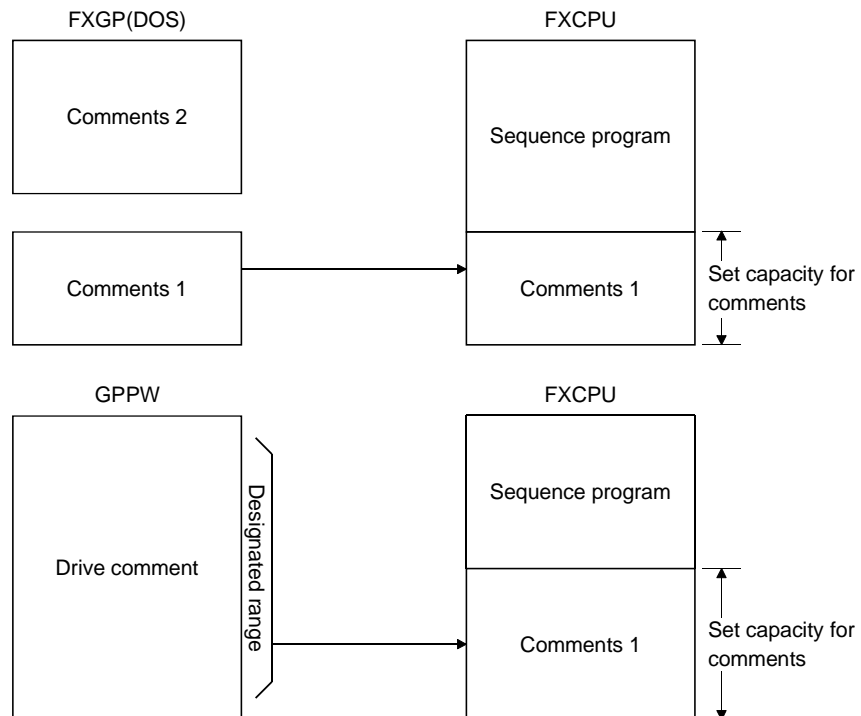 FXGP(DOS)
FXCPU
Comments 2
Sequence program
Comments 1
Comments 1
Set capacity for
comments
GPPW
FXCPU
Drive comment
Designated range
Sequence program
Comments 1
Set capacity for
comments